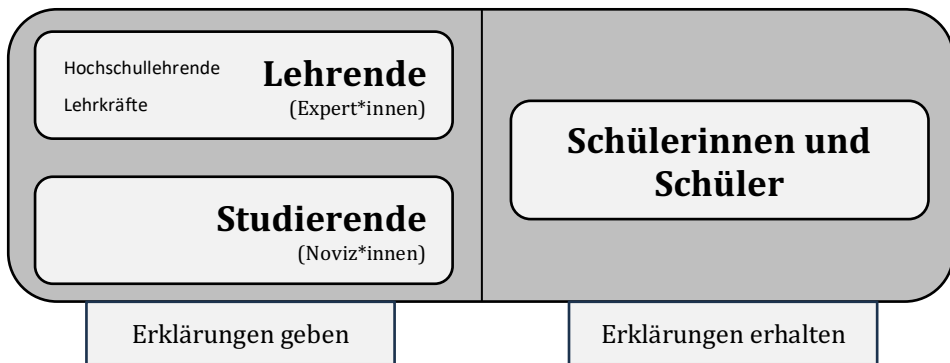 Hochschullehrende
Lehrkräfte
Lehrende
(Expert*innen)
Studierende
(Noviz*innen)
Schülerinnen und
Schüler
Erklärungen geben
Erklärungen erhalten